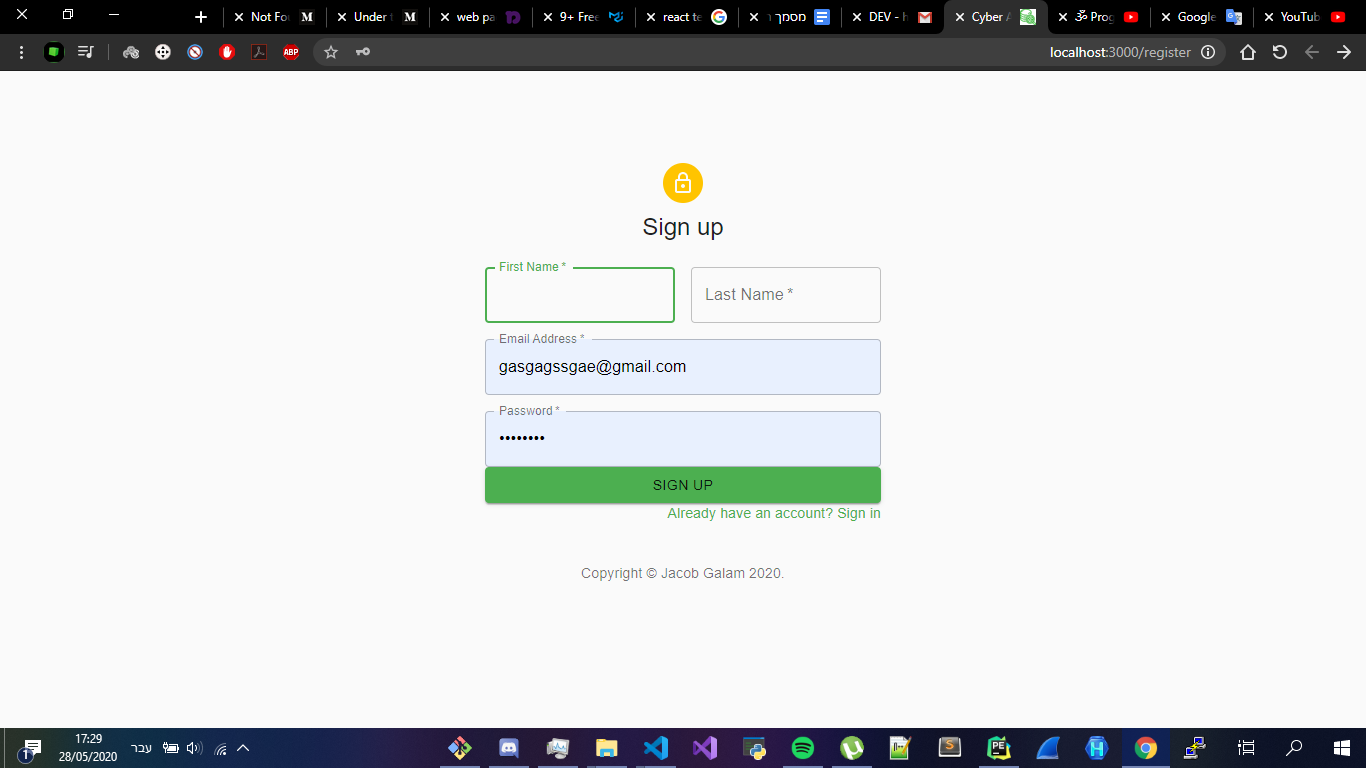 Not Fo
Under t
web pa
9+ Free
react te
מסמך ו
DEV - h
Cyber A
ॐ Prog
Google
YouTub
localhost:3000/register
ABP
Sign up
First Name *
Last Name *
Email Address *
gasgagssgae@gmail.com
Password *
••••••••
SIGN UP
Already have an account? Sign in
Copyright © Jacob Galam 2020.
17:29
28/05/2020
עבר
1